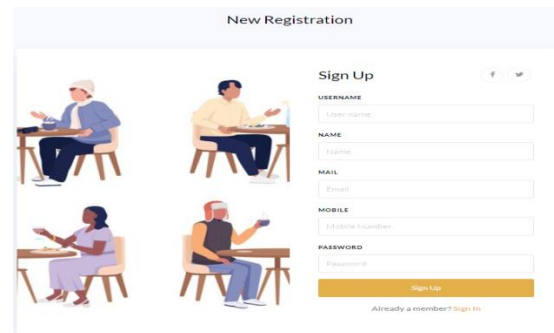 New Registration
Sign Up
USERNAME
User name
NAME
Name
MAIL
Email
MOBILE
Mobile Number
PASSWORD
Password
Sign Up
Already a member? Sign In